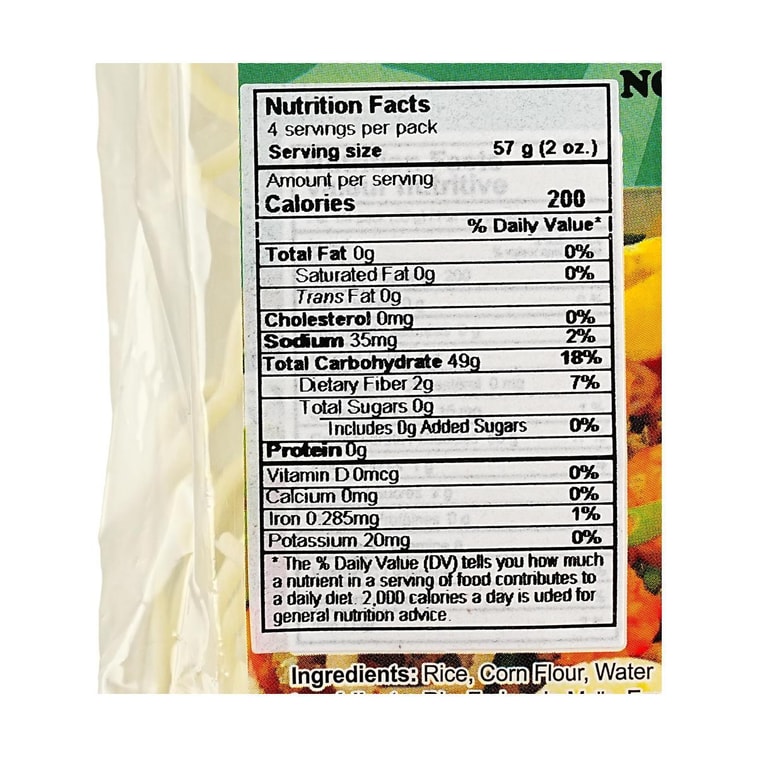 NO
Nutrition Facts
4 servings per pack
Serving size 57 g (2 oz.)
Amount per serving
Calories 200
% Daily Value*
Total Fat 0g 0%
Saturated Fat 0g 0%
Trans Fat 0g
Cholesterol 0mg 0%
Sodium 35mg 2%
Total Carbohydrate 49g 18%
Dietary Fiber 2g 7%
Total Sugars 0g
Includes 0g Added Sugars 0%
Protein 0g
Vitamin D 0mcg 0%
Calcium 0mg 0%
Iron 0.285mg 1%
Potassium 20mg 0%
* The % Daily Value (DV) tells you how much
a nutrient in a serving of food contributes to
a daily diet. 2,000 calories a day is uded for
general nutrition advice.
Ingredients: Rice, Corn Flour, Water